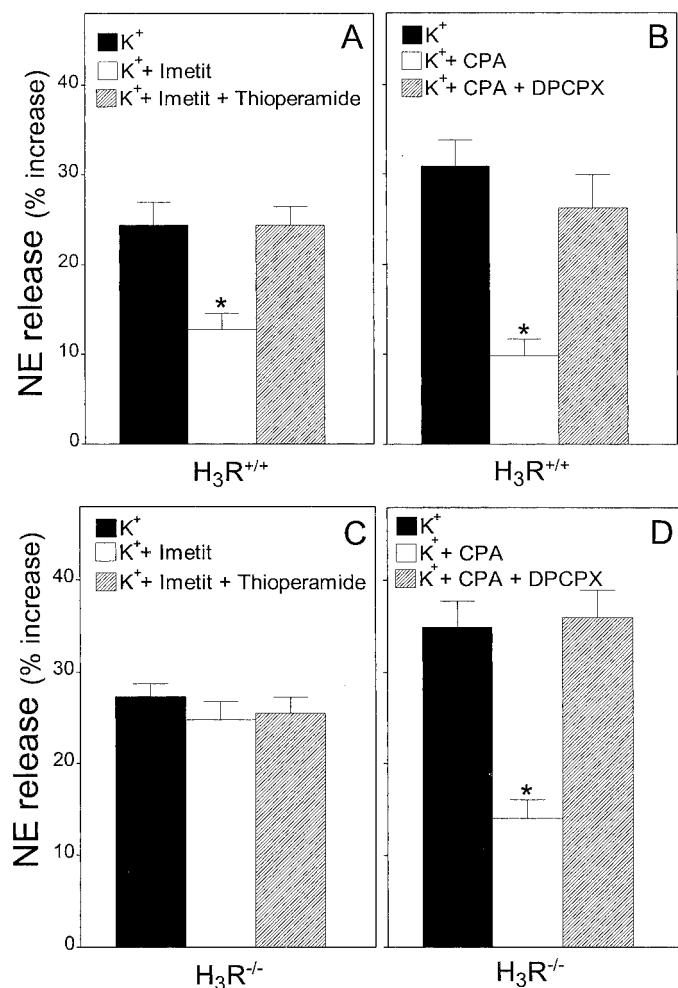 A
K⁺
K⁺+ Imetit
K⁺+ Imetit + Thioperamide
NE release (% increase)
40
30
20
10
0
H₃R⁺/⁺
B
K⁺
K⁺+ CPA
K⁺+ CPA + DPCPX
*
*
H₃R⁺/⁺
C
K⁺
K⁺+ Imetit
K⁺+ Imetit + Thioperamide
NE release (% increase)
40
30
20
10
0
H₃R⁻/⁻
D
K⁺
K⁺ + CPA
K⁺ + CPA + DPCPX
*
H₃R⁻/⁻